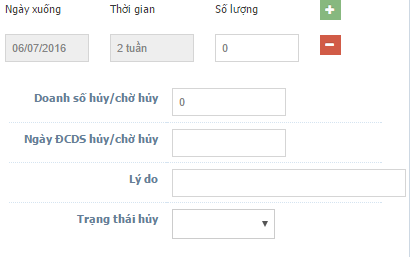 Ngày xuống Thời gian Số lượng
06/07/2016 2 tuần 0
Doanh số hủy/chờ hủy 0
Ngày ĐCDS hủy/chờ hủy
Lý do
Trạng thái hủy